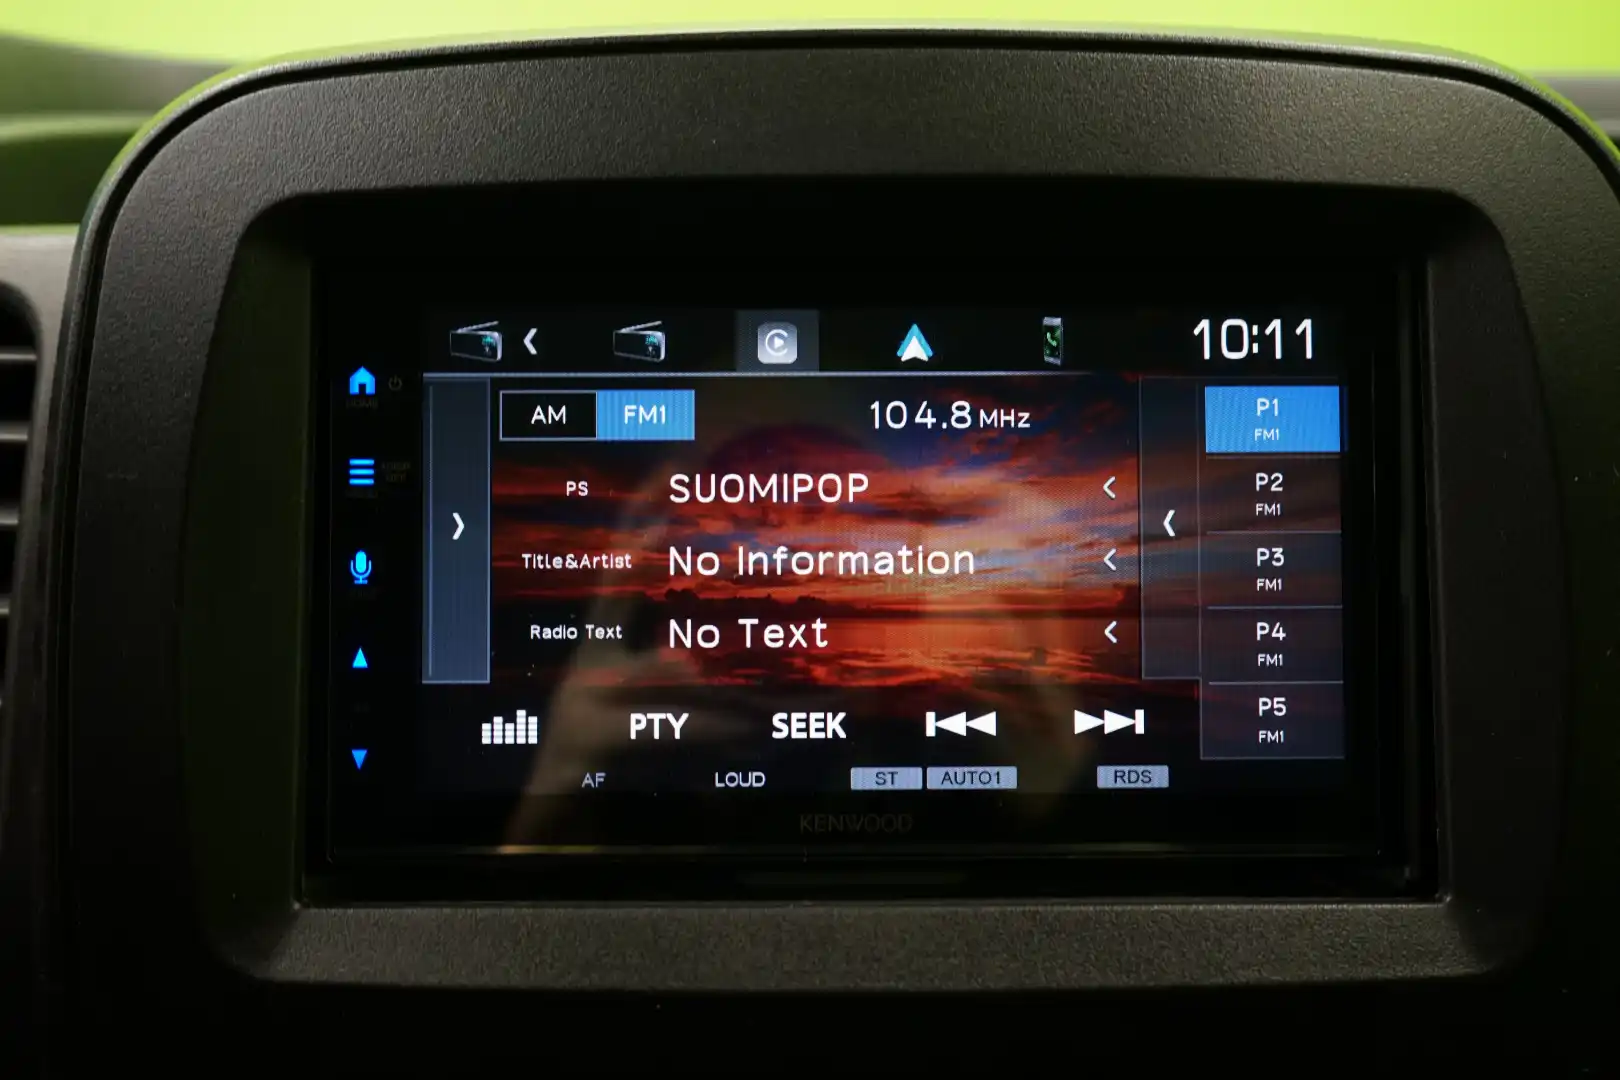 10:11
AM FM1 104.8 MHz
PS SUOMIPOP
Title&Artist No Information
Radio Text No Text
P1
FM1
P2
FM1
P3
FM1
P4
FM1
P5
FM1
PTY SEEK
AF LOUD ST AUTO1 RDS
KENWOOD